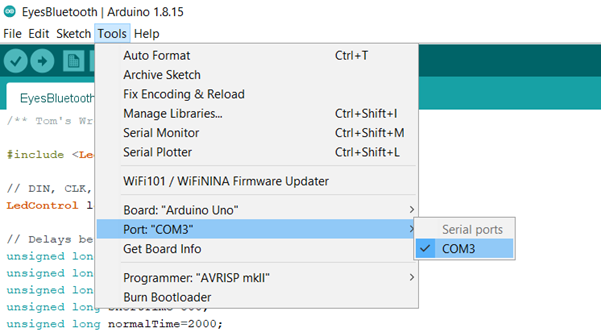 EyesBluetooth | Arduino 1.8.15
File Edit Sketch Tools Help
EyesBluetooth
/** Tom's Wr
#include <Le
// DIN, CLK,
LedControl l
// Delays be
unsigned lon
unsigned lon
unsigned lon
unsigned long
unsigned long normalTime=2000;
Auto Format Ctrl+T
Archive Sketch
Fix Encoding & Reload
Manage Libraries... Ctrl+Shift+I
Serial Monitor Ctrl+Shift+M
Serial Plotter Ctrl+Shift+L
WiFi101 / WiFiNINA Firmware Updater
Board: "Arduino Uno"
Port: "COM3"
Get Board Info
Programmer: "AVRISP mkII"
Burn Bootloader
Serial ports
COM3